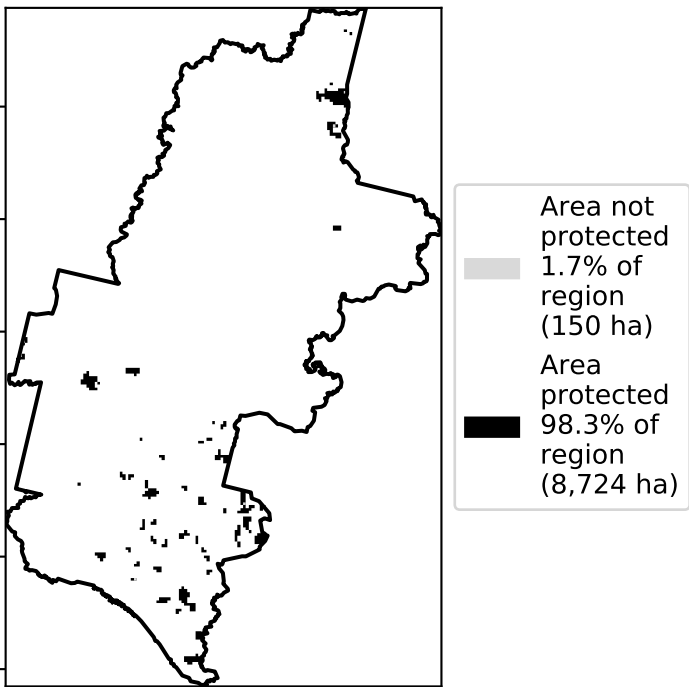 Area not
protected
1.7% of
region
(150 ha)
Area
protected
98.3% of
region
(8,724 ha)